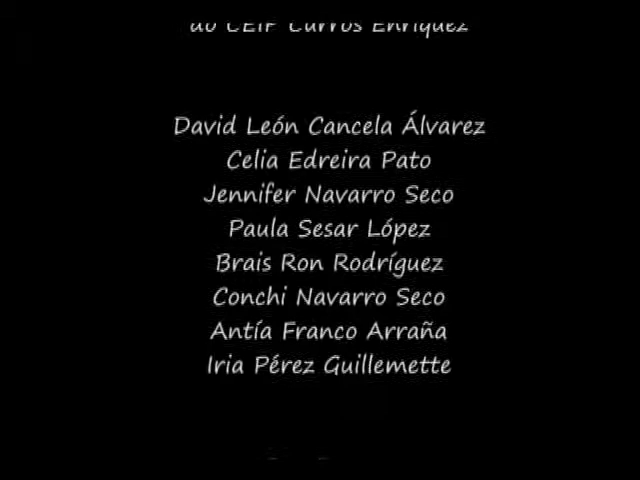 ao CEIP Curros Enríquez
David León Cancela Álvarez
Celia Edreira Pato
Jennifer Navarro Seco
Paula Sesar López
Brais Ron Rodríguez
Conchi Navarro Seco
Antía Franco Arraña
Iria Pérez Guillemette